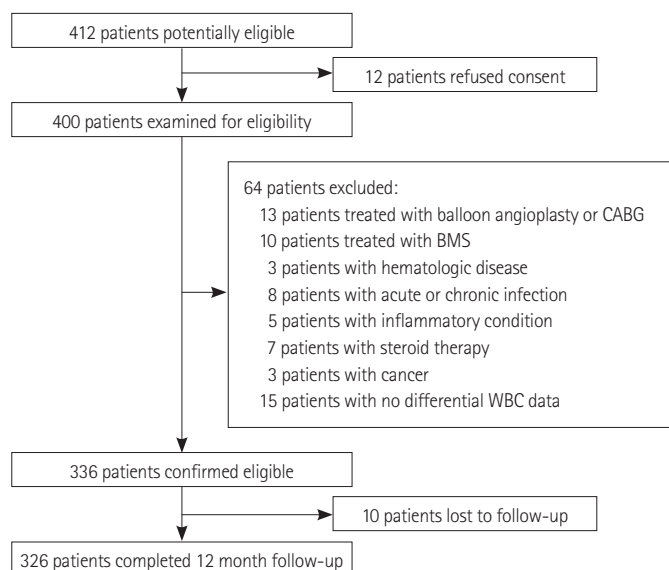 412 patients potentially eligible
12 patients refused consent
400 patients examined for eligibility
64 patients excluded:
13 patients treated with balloon angioplasty or CABG
10 patients treated with BMS
3 patients with hematologic disease
8 patients with acute or chronic infection
5 patients with inflammatory condition
7 patients with steroid therapy
3 patients with cancer
15 patients with no differential WBC data
336 patients confirmed eligible
10 patients lost to follow-up
326 patients completed 12 month follow-up